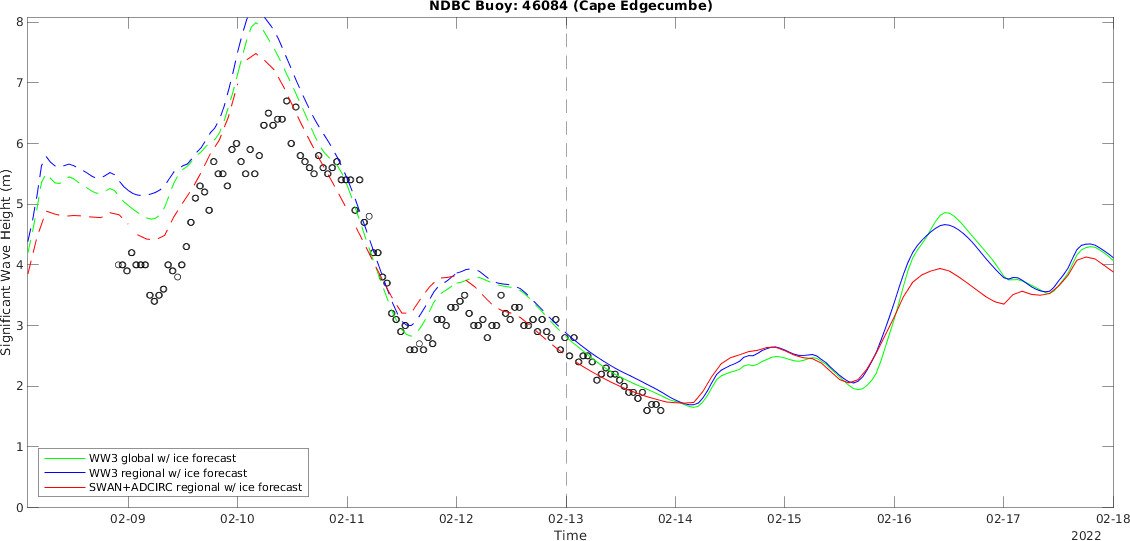 NDBC Buoy: 46084 (Cape Edgecumbe)
Significant Wave Height (m)
8
7
6
5
4
3
2
1
0
WW3 global w/ ice forecast
WW3 regional w/ ice forecast
SWAN+ADCIRC regional w/ ice forecast
02-09 02-10 02-11 02-12 02-13 02-14 02-15 02-16 02-17 02-18
Time
2022